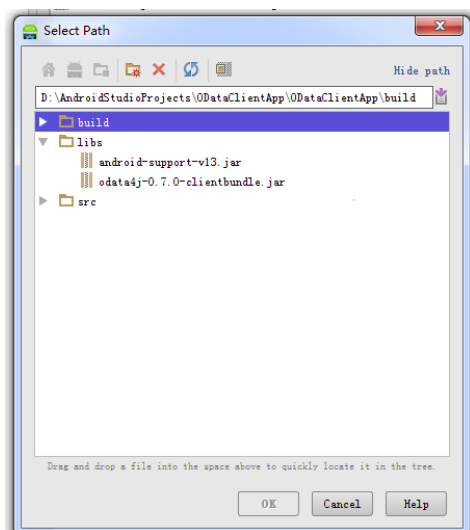 Select Path
Hide path
D:\AndroidStudioProjects\ODataClientApp\ODataClientApp\build
build
libs
android-support-v13.jar
odata4j-0.7.0-clientbundle.jar
src
Drag and drop a file into the space above to quickly locate it in the tree.
OK Cancel Help